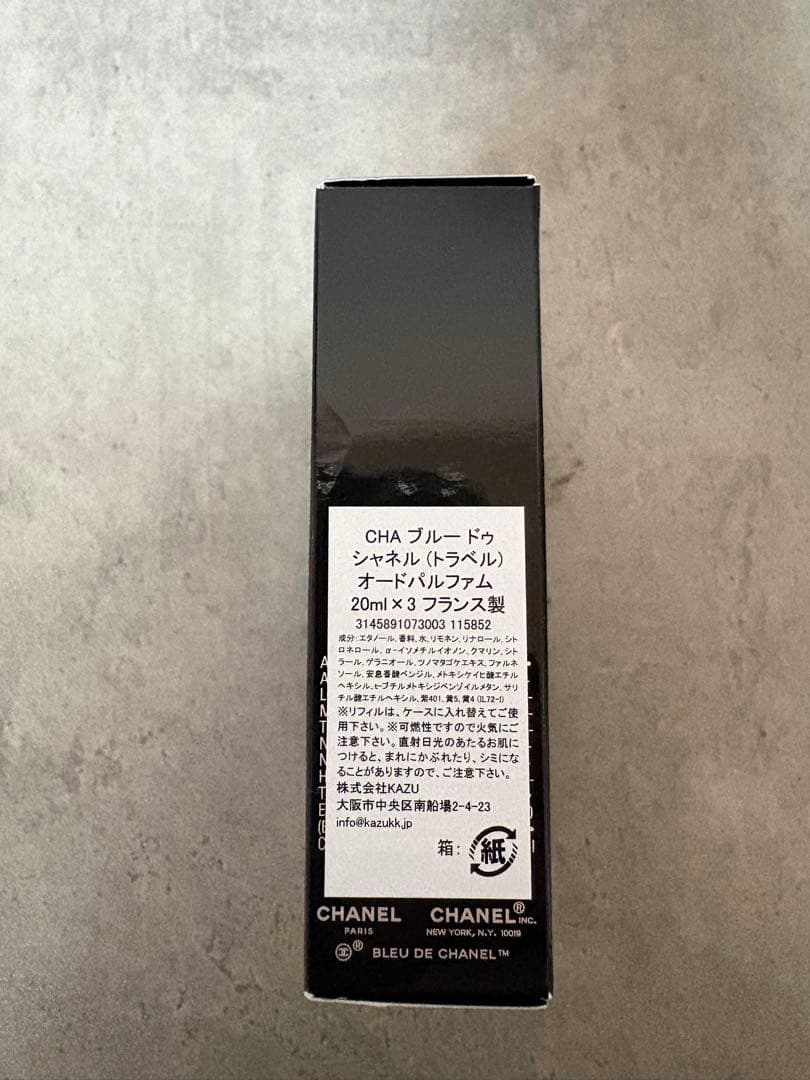 CHA ブルー ドゥ
シャネル (トラベル)
オードパルファム
20ml×3 フランス製
3145891073003 115852
成分:エタノール、香料、水、リモネン、リナロール、シト
ロネロール、α-イソメチルイオノン、クマリン、シト
ラール、ゲラニオール、ツノマタゴケエキス、ファルネ
ソール、安息香酸ベンジル、メトキシケイヒ酸エチル
ヘキシル、t-ブチルメトキシジベンゾイルメタン、サリ
チル酸エチルヘキシル、紫401、黄5、黄4 (IL72-I)
※リフィルは、ケースに入れ替えてご使
用下さい。※可燃性ですので火気にご
注意下さい。直射日光のあたるお肌に
つけると、まれにかぶれたり、シミにな
ることがありますので、ご注意下さい。
株式会社KAZU
大阪市中央区南船場2-4-23
info@kazukk.jp
箱: 紙
CHANEL CHANEL® INC.
PARIS NEW YORK, N.Y. 10019
® BLEU DE CHANEL™